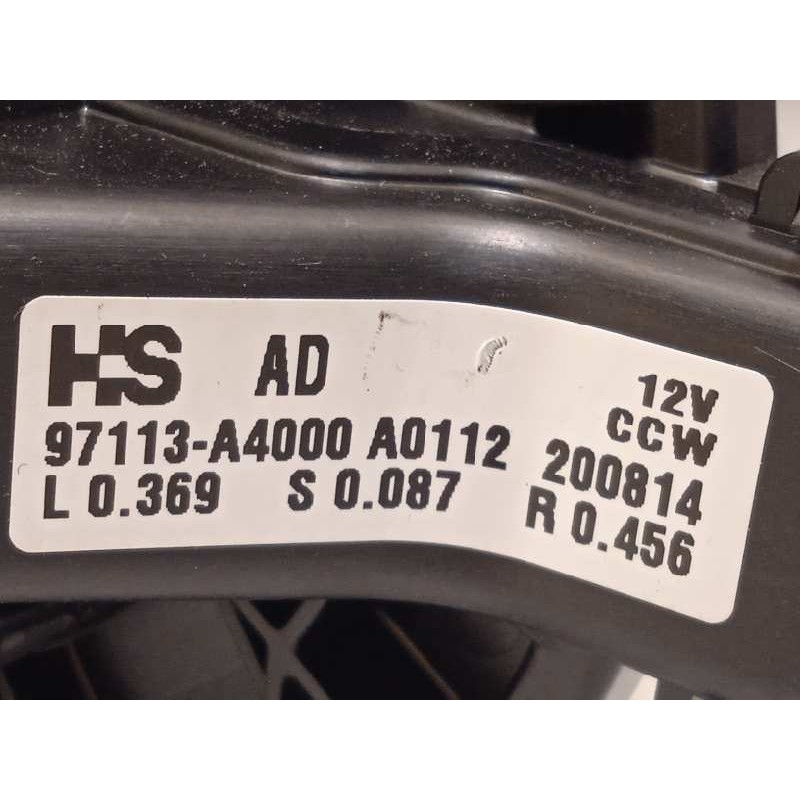 HS AD 12V
CCW
97113-A4000 A0112 200814
L 0.369 S 0.087 R 0.456